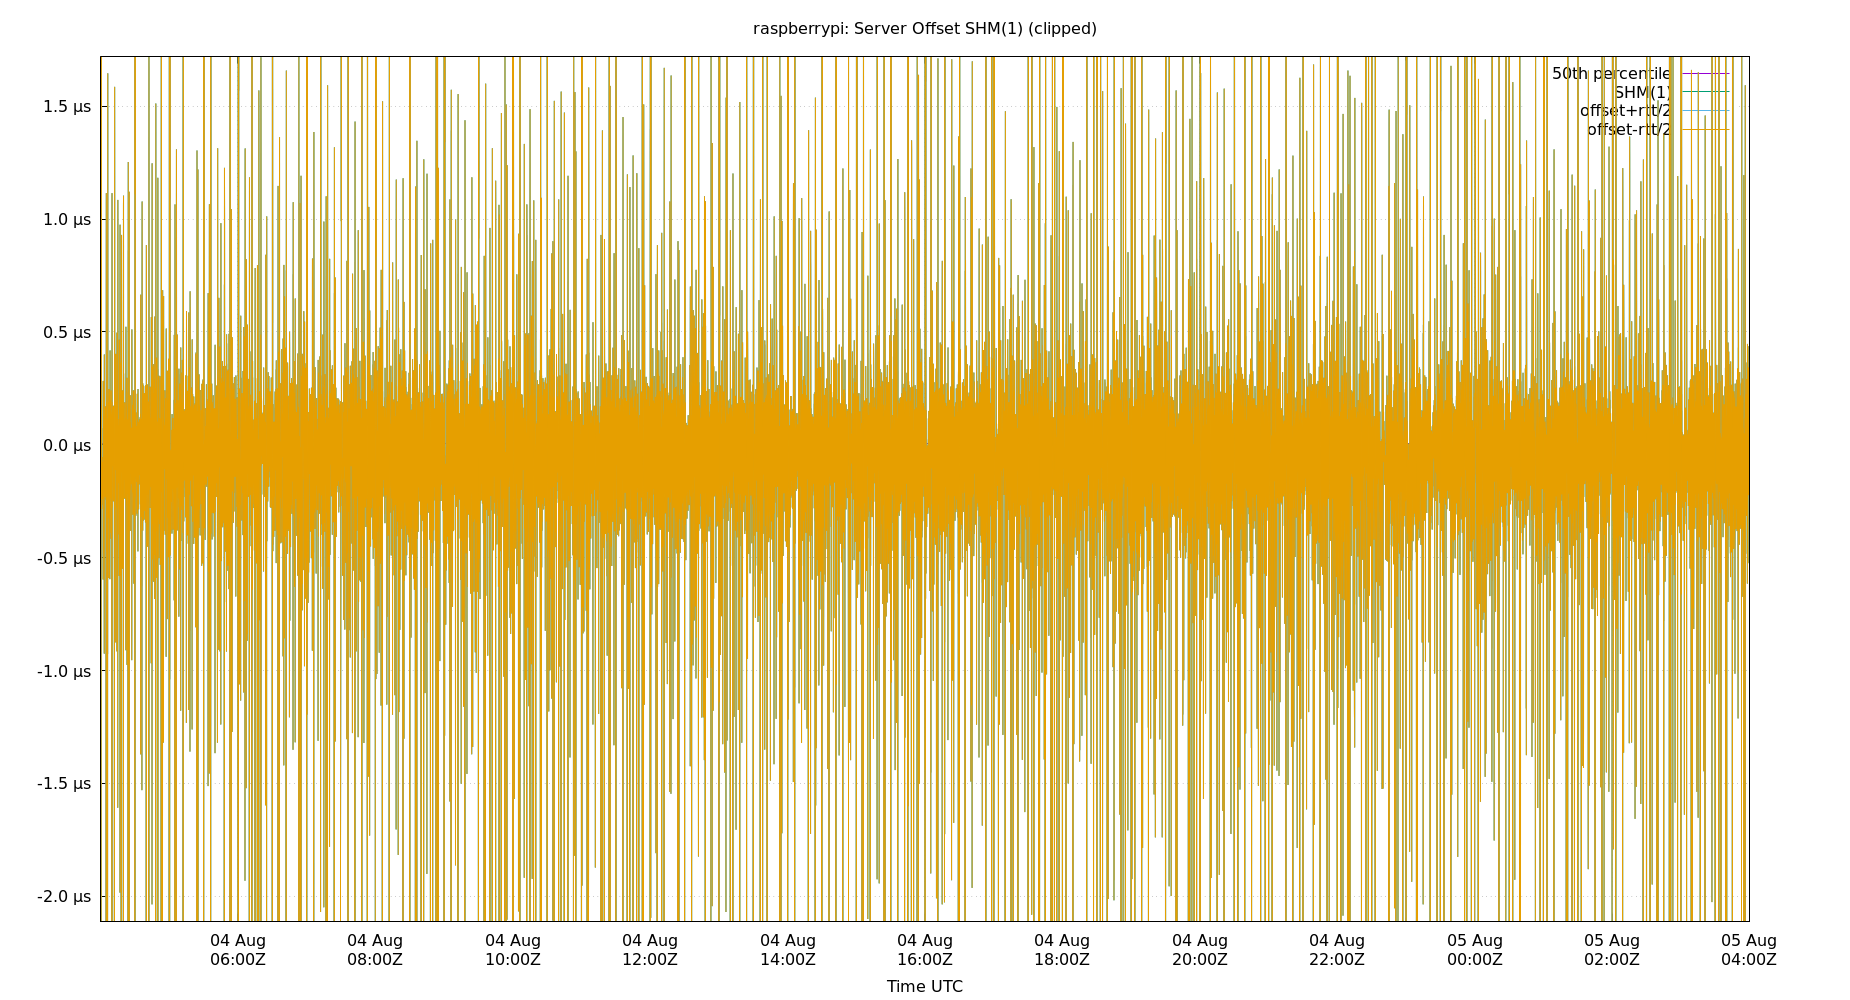 raspberrypi: Server Offset SHM(1) (clipped)
50th percentile
SHM(1)
offset+rtt/2
offset-rtt/2
1.5 µs
1.0 µs
0.5 µs
0.0 µs
-0.5 µs
-1.0 µs
-1.5 µs
-2.0 µs
04 Aug 04 Aug 04 Aug 04 Aug 04 Aug 04 Aug 04 Aug 04 Aug 04 Aug 05 Aug 05 Aug 05 Aug
06:00Z 08:00Z 10:00Z 12:00Z 14:00Z 16:00Z 18:00Z 20:00Z 22:00Z 00:00Z 02:00Z 04:00Z
Time UTC